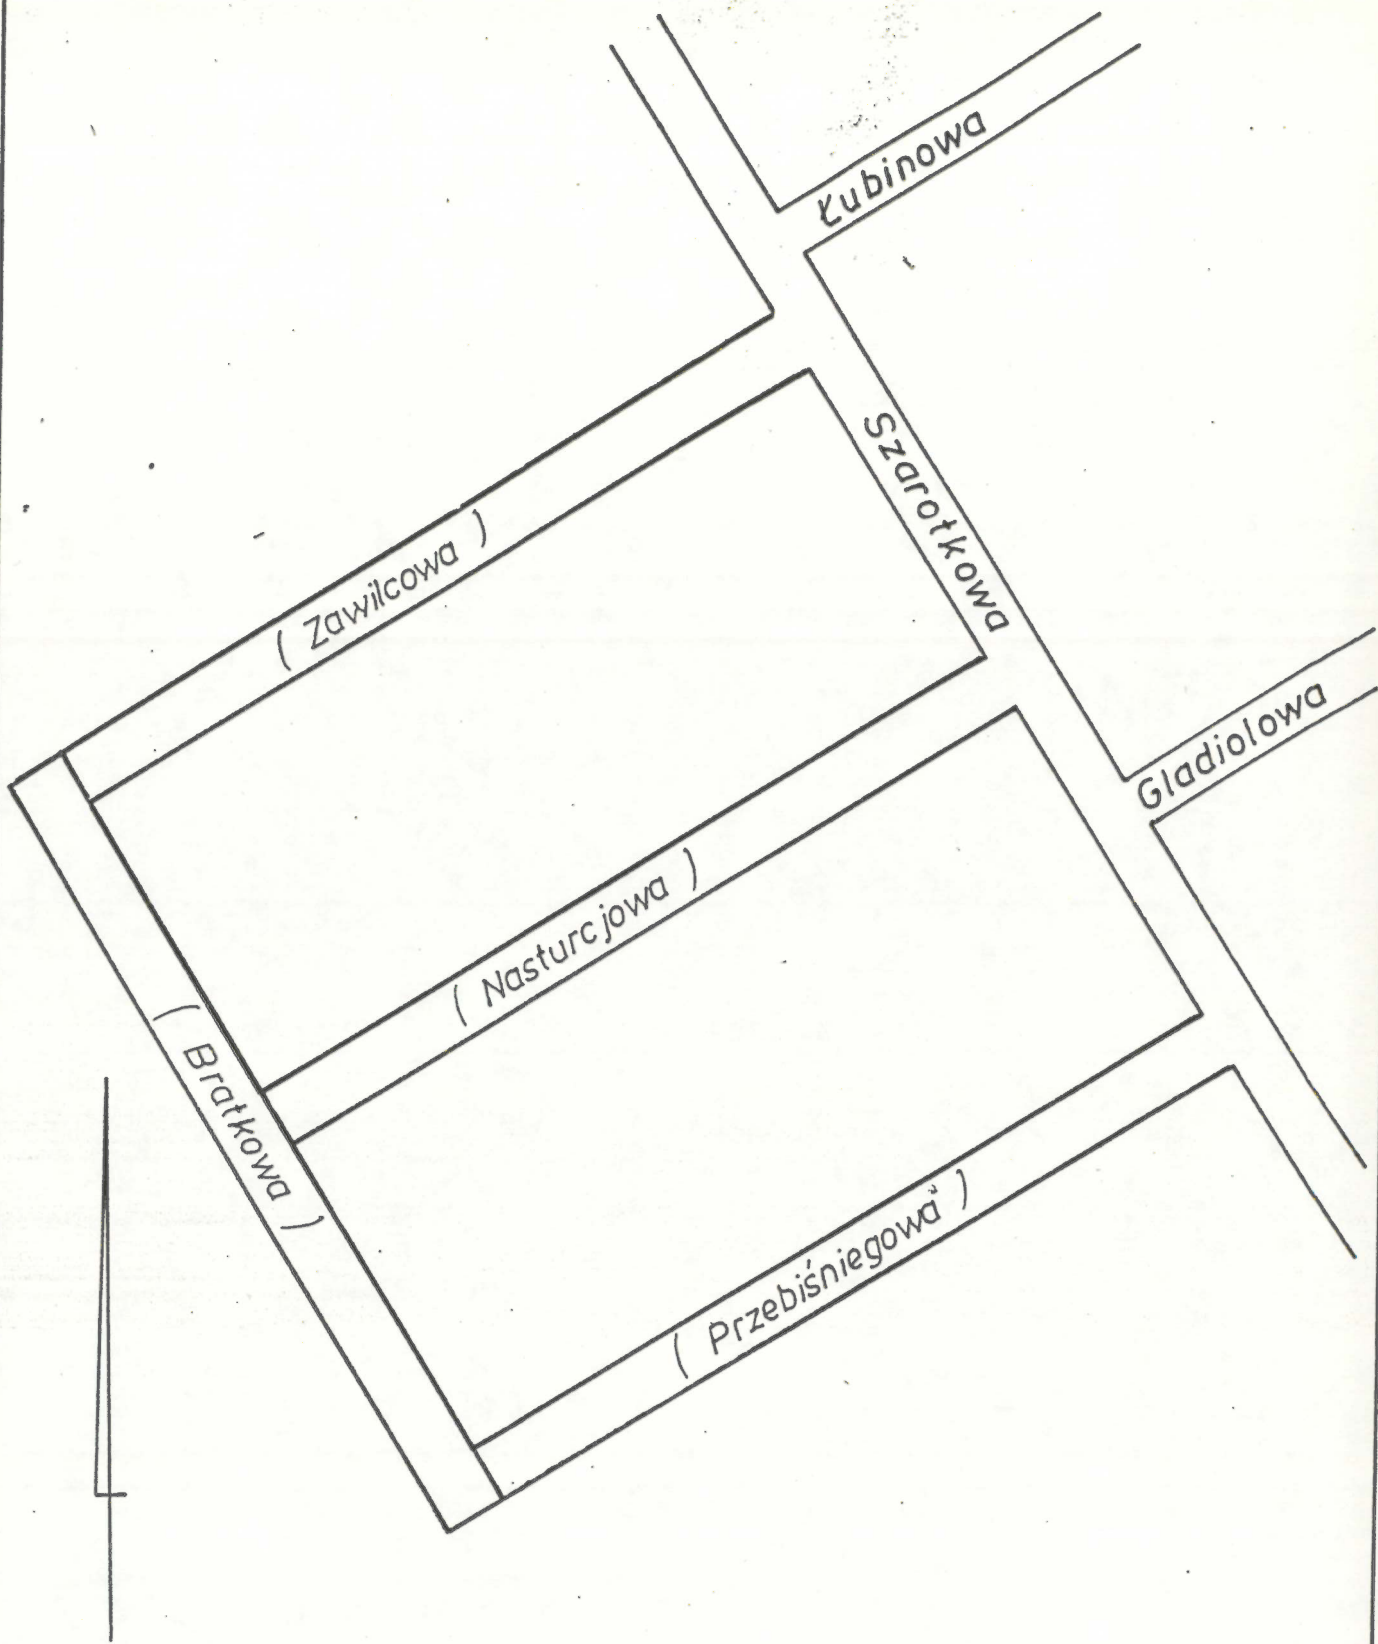 Łubinowa
Szarotkowa
( Zawilcowa )
Gladiolowa
( Nasturcjowa )
( Bratkowa )
( Przebiśniegowa )